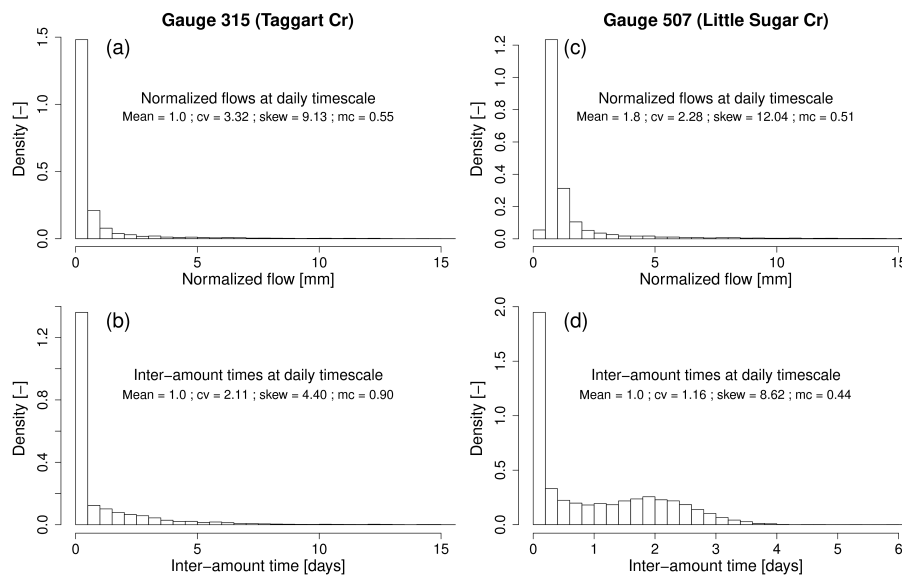 Gauge 315 (Taggart Cr)
(a)
Normalized flows at daily timescale
Mean = 1.0 ; cv = 3.32 ; skew = 9.13 ; mc = 0.55
Density [−]
0.0 0.5 1.0 1.5
0 5 10 15
Normalized flow [mm]
Gauge 507 (Little Sugar Cr)
(c)
Normalized flows at daily timescale
Mean = 1.8 ; cv = 2.28 ; skew = 12.04 ; mc = 0.51
Density [−]
0.0 0.2 0.4 0.6 0.8 1.0 1.2
0 5 10 15
Normalized flow [mm]
(b)
Inter−amount times at daily timescale
Mean = 1.0 ; cv = 2.11 ; skew = 4.40 ; mc = 0.90
Density [−]
0.0 0.4 0.8 1.2
0 5 10 15
Inter−amount time [days]
(d)
Inter−amount times at daily timescale
Mean = 1.0 ; cv = 1.16 ; skew = 8.62 ; mc = 0.44
Density [−]
0.0 0.5 1.0 1.5 2.0
0 1 2 3 4 5 6
Inter−amount time [days]